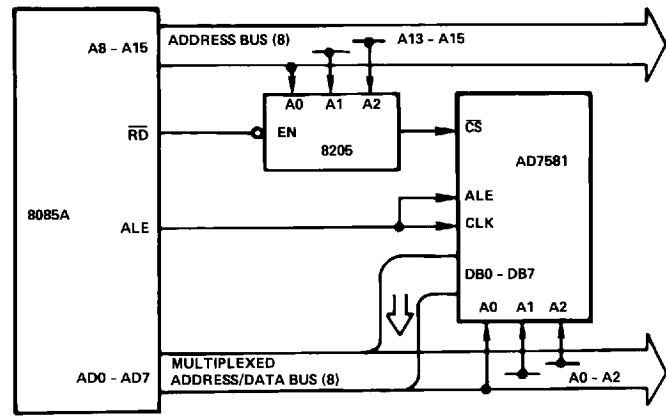 A8 – A15
ADDRESS BUS (8)
A13 – A15
A0 A1 A2
RD
EN
8205
CS
AD7581
8085A
ALE
ALE
CLK
DB0 – DB7
A0 A1 A2
MULTIPLEXED
ADDRESS/DATA BUS (8)
AD0 – AD7
A0 – A2